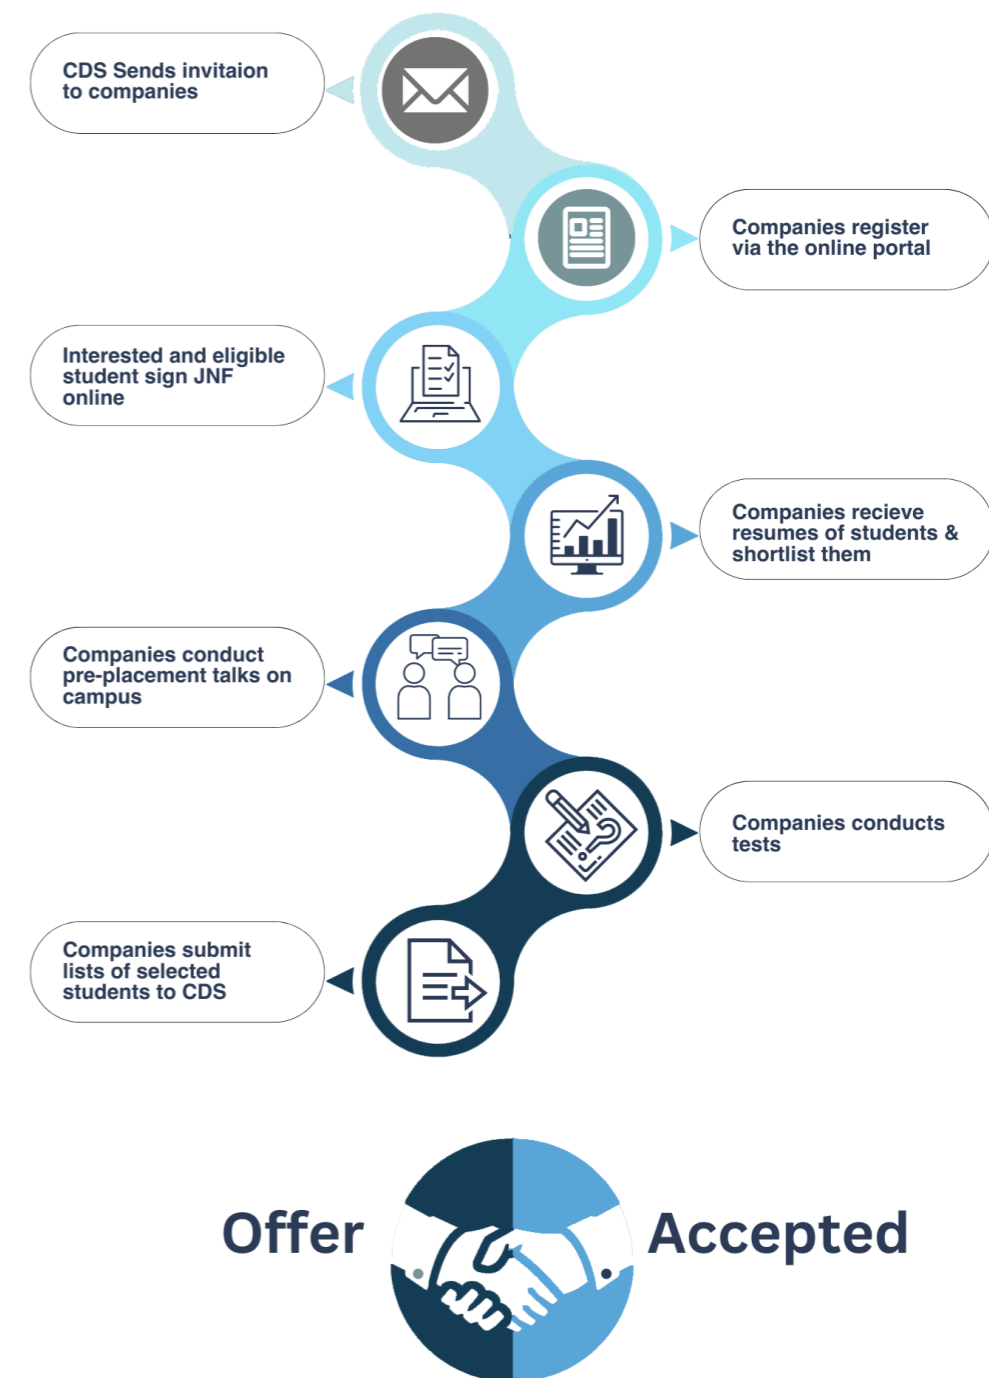 CDS Sends invitaion
to companies
Companies register
via the online portal
Interested and eligible
student sign JNF
online
Companies recieve
resumes of students &
shortlist them
Companies conduct
pre-placement talks on
campus
Companies conducts
tests
Companies submit
lists of selected
students to CDS
Offer Accepted